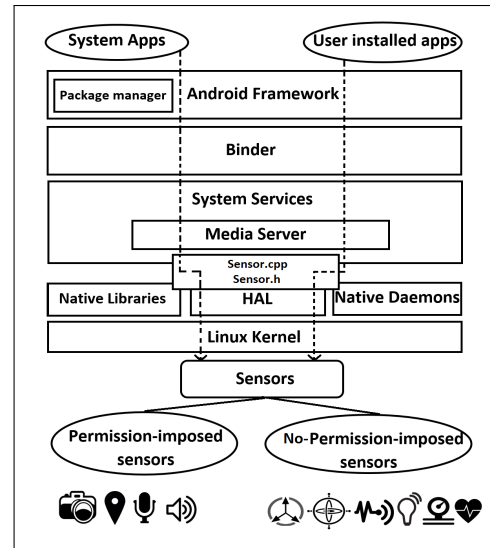 System Apps
User installed apps
Package manager
Android Framework
Binder
System Services
Media Server
Sensor.cpp
Sensor.h
Native Libraries
HAL
Native Daemons
Linux Kernel
Sensors
Permission-imposed
sensors
No-Permission-imposed
sensors